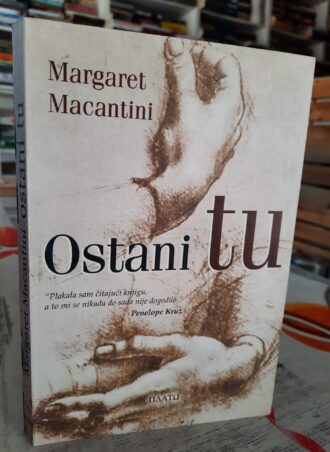 Margaret
Macantini
Ostani tu
"Plakala sam čitajući knjigu,
a to mi se nikada do sada nije dogodilo."
Penelope Kruz
ПЛАТΩ
Margaret Macantini ostani tu